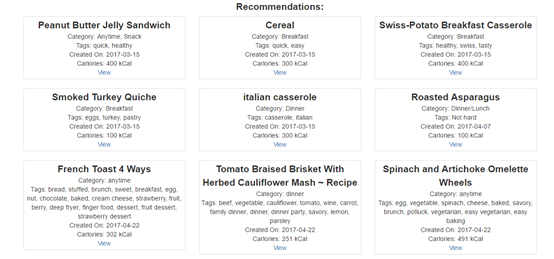 Recommendations:
Peanut Butter Jelly Sandwich
Category: Anytime, Snack
Tags: quick, healthy
Created On: 2017-03-15
Carlories: 400 kCal
View
Cereal
Category: Breakfast
Tags: quick, easy
Created On: 2017-03-15
Carlories: 300 kCal
View
Swiss-Potato Breakfast Casserole
Category: Breakfast
Tags: healthy, swiss, tasty
Created On: 2017-03-15
Carlories: 400 kCal
View
Smoked Turkey Quiche
Category: Breakfast
Tags: eggs, turkey, pastry
Created On: 2017-03-15
Carlories: 100 kCal
View
italian casserole
Category: Dinner
Tags: casserole, italian
Created On: 2017-03-15
Carlories: 300 kCal
View
Roasted Asparagus
Category: Dinner/Lunch
Tags: Not hard
Created On: 2017-04-07
Carlories: 100 kCal
View
French Toast 4 Ways
Category: anytime
Tags: bread, stuffed, brunch, sweet, breakfast, egg,
nut, chocolate, baked, cream cheese, strawberry, fruit,
berry, deep fryer, finger food, dessert, fruit dessert,
strawberry dessert
Created On: 2017-04-22
Carlories: 302 kCal
View
Tomato Braised Brisket With
Herbed Cauliflower Mash ~ Recipe
Category: dinner
Tags: beef, vegetable, cauliflower, tomato, wine, carrot,
family dinner, dinner, dinner party, savory, lemon,
parsley
Created On: 2017-04-22
Carlories: 251 kCal
View
Spinach and Artichoke Omelette
Wheels
Category: anytime
Tags: egg, vegetable, spinach, cheese, baked, savory,
brunch, potluck, vegetarian, easy vegetarian, easy
baking
Created On: 2017-04-22
Carlories: 491 kCal
View